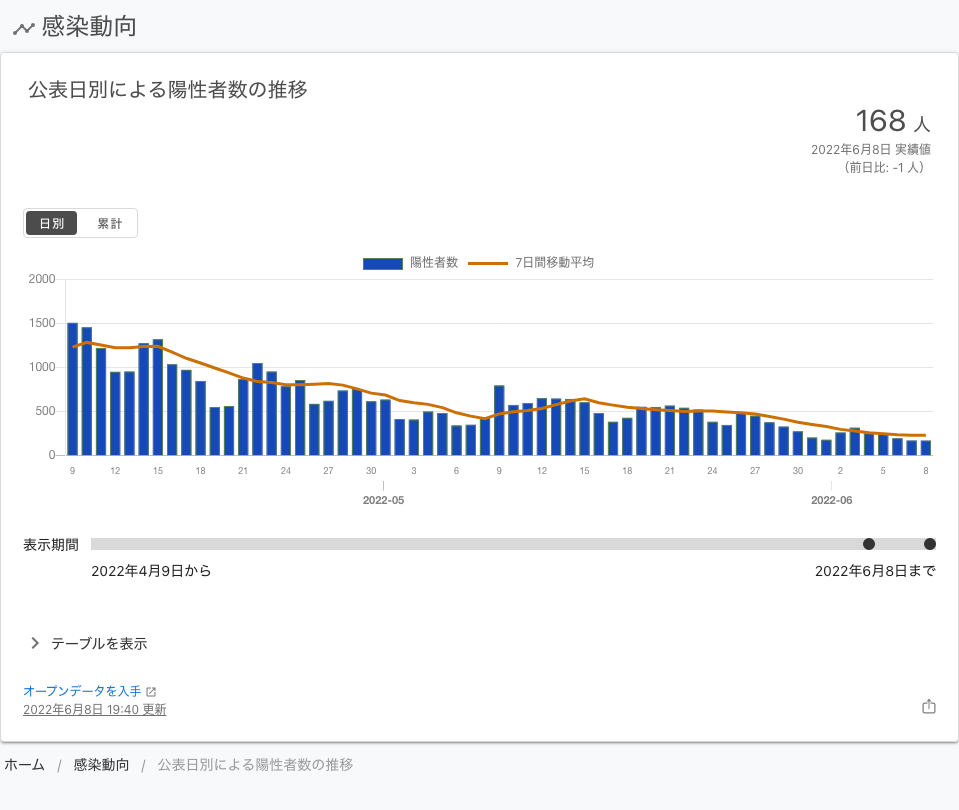 感染動向
公表日別による陽性者数の推移
168 人
2022年6月8日 実績値
（前日比: -1 人）
日別 累計
陽性者数 7日間移動平均
2000
1500
1000
500
0
9 12 15 18 21 24 27 30 3 6 9 12 15 18 21 24 27 30 2 5 8
2022-05 2022-06
表示期間
2022年4月9日から 2022年6月8日まで
テーブルを表示
オープンデータを入手
2022年6月8日 19:40 更新
ホーム / 感染動向 / 公表日別による陽性者数の推移